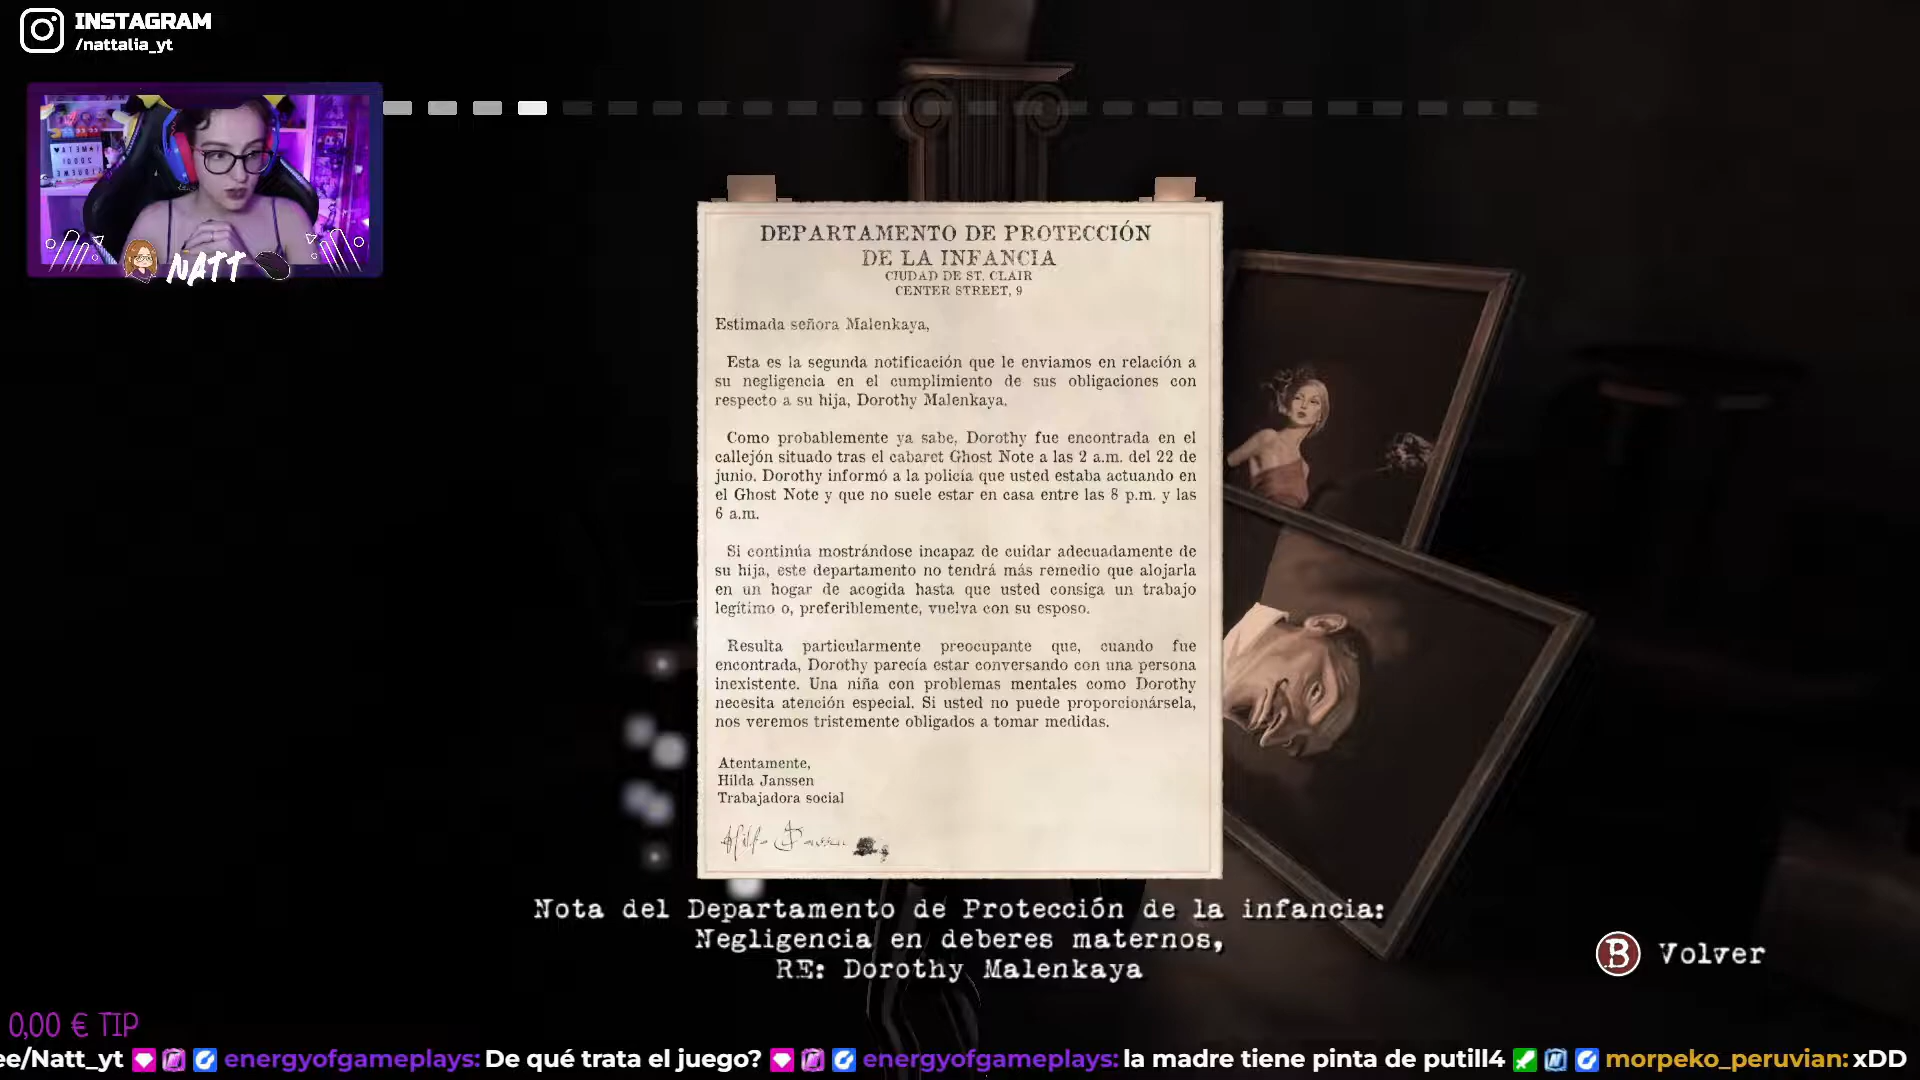 INSTAGRAM
/nattalia_yt
NATT
DEPARTAMENTO DE PROTECCIÓN
DE LA INFANCIA
CIUDAD DE ST. CLAIR
CENTER STREET, 9
Estimada señora Malenkaya,
Esta es la segunda notificación que le enviamos en relación a
su negligencia en el cumplimiento de sus obligaciones con
respecto a su hija, Dorothy Malenkaya.
Como probablemente ya sabe, Dorothy fue encontrada en el
callejón situado tras el cabaret Ghost Note a las 2 a.m. del 22 de
junio. Dorothy informó a la policía que usted estaba actuando en
el Ghost Note y que no suele estar en casa entre las 8 p.m. y las
6 a.m.
Si continúa mostrándose incapaz de cuidar adecuadamente de
su hija, este departamento no tendrá más remedio que alojarla
en un hogar de acogida hasta que usted consiga un trabajo
legítimo o, preferiblemente, vuelva con su esposo.
Resulta particularmente preocupante que, cuando fue
encontrada, Dorothy parecía estar conversando con una persona
inexistente. Una niña con problemas mentales como Dorothy
necesita atención especial. Si usted no puede proporcionársela,
nos veremos tristemente obligados a tomar medidas.
Atentamente,
Hilda Janssen
Trabajadora social
Nota del Departamento de Protección de la infancia:
Negligencia en deberes maternos,
RE: Dorothy Malenkaya
B Volver
0,00 € TIP
ee/Natt_yt energyofgameplays: De qué trata el juego? energyofgameplays: la madre tiene pinta de putill4 morpeko_peruvian: xDD